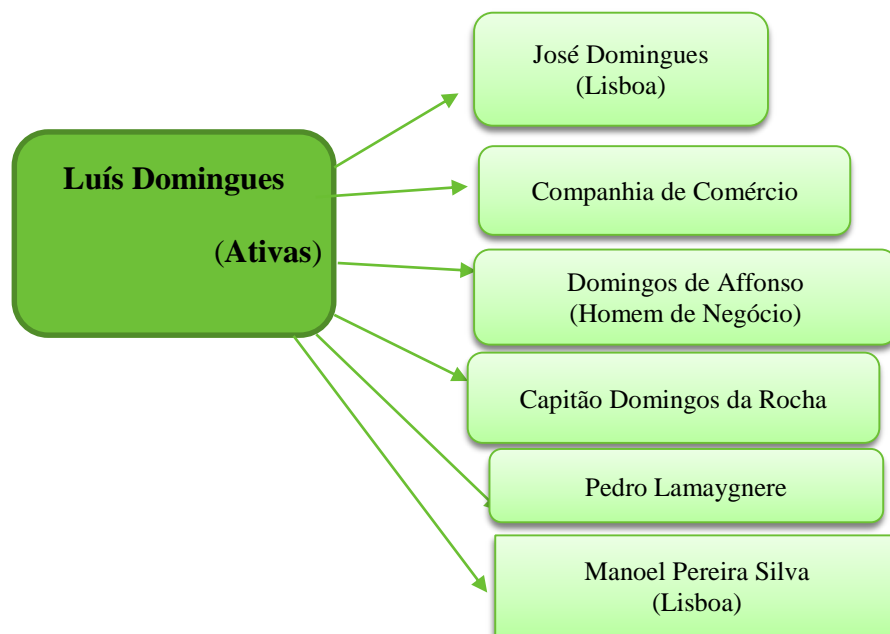 Luís Domingues
(Ativas)
José Domingues
(Lisboa)
Companhia de Comércio
Domingos de Affonso
(Homem de Negócio)
Capitão Domingos da Rocha
Pedro Lamaygnere
Manoel Pereira Silva
(Lisboa)